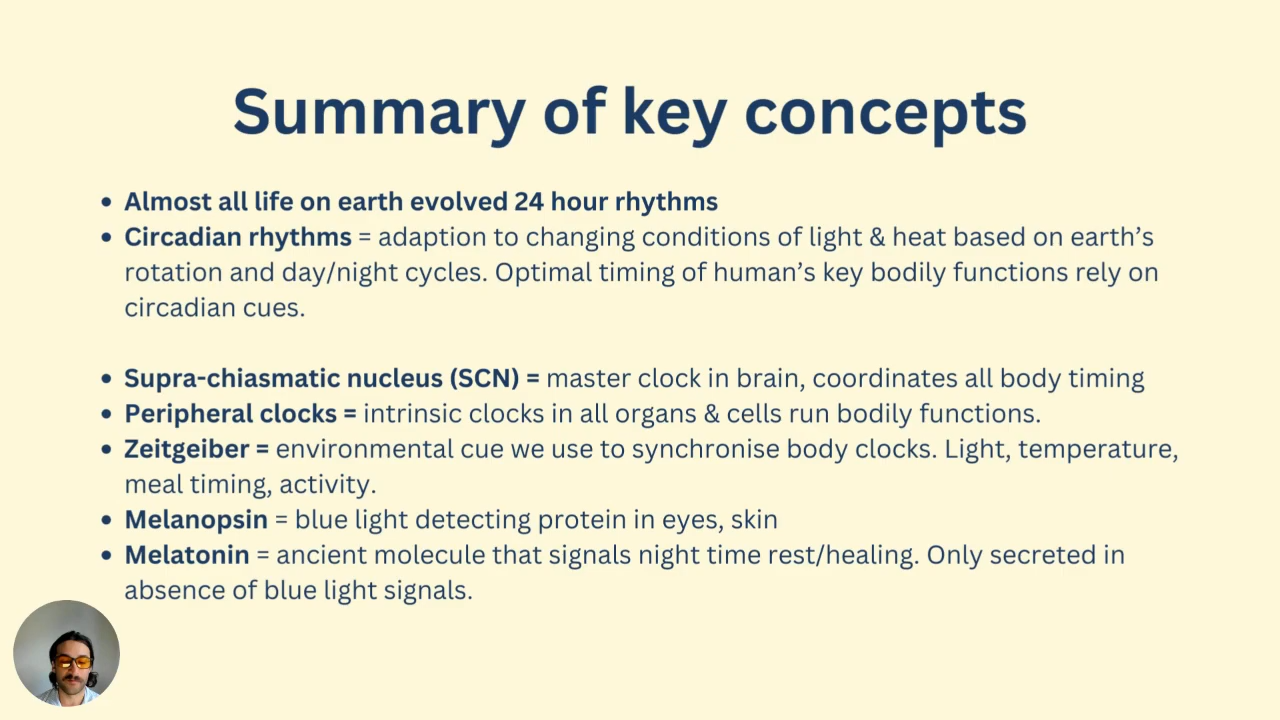 Summary of key concepts
• Almost all life on earth evolved 24 hour rhythms
• Circadian rhythms = adaption to changing conditions of light & heat based on earth’s
rotation and day/night cycles. Optimal timing of human’s key bodily functions rely on
circadian cues.
• Supra-chiasmatic nucleus (SCN) = master clock in brain, coordinates all body timing
• Peripheral clocks = intrinsic clocks in all organs & cells run bodily functions.
• Zeitgeiber = environmental cue we use to synchronise body clocks. Light, temperature,
meal timing, activity.
• Melanopsin = blue light detecting protein in eyes, skin
• Melatonin = ancient molecule that signals night time rest/healing. Only secreted in
absence of blue light signals.